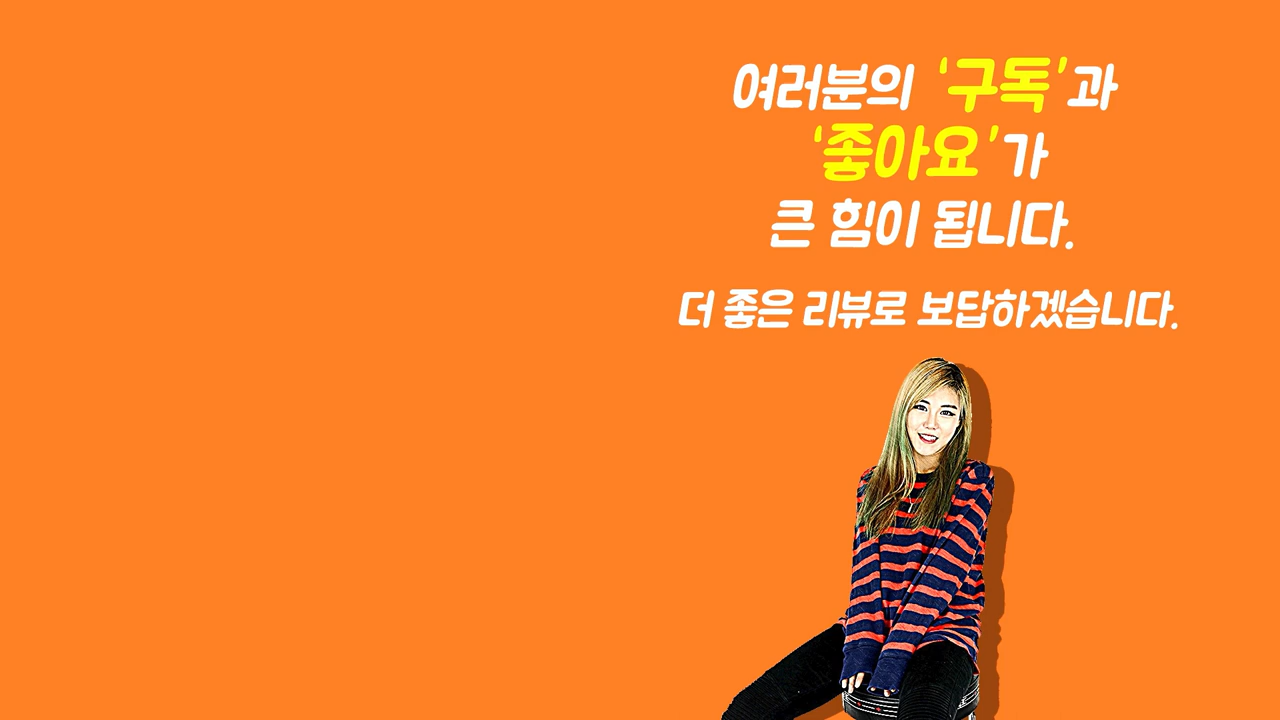 여러분의 '구독'과
'좋아요'가
큰 힘이 됩니다.
더 좋은 리뷰로 보답하겠습니다.